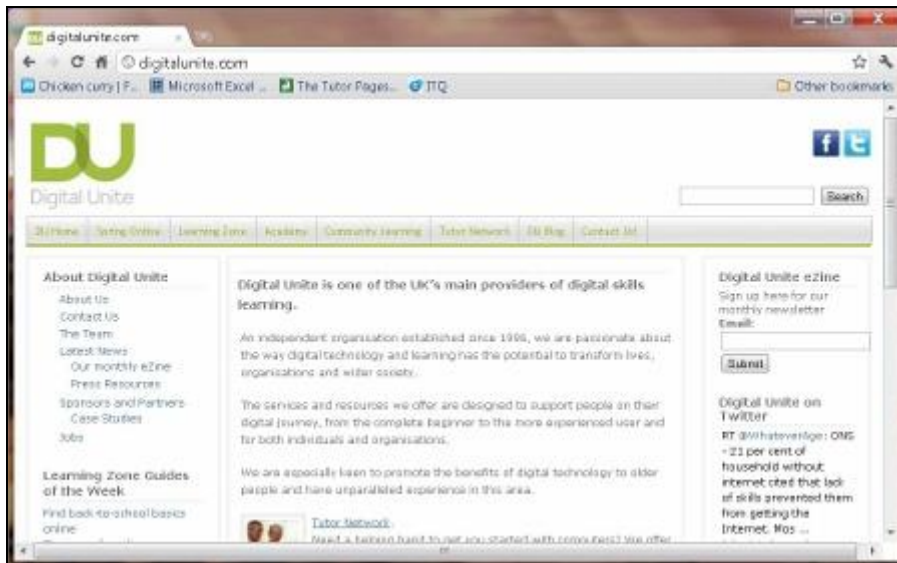 digitalunite.com
digitalunite.com
Chicken curry | F... Microsoft Excel ... The Tutor Pages... ITQ Other bookmarks
DU
Digital Unite
f t
Search
DU Home Spring Online Learning Zone Academy Community Learning Tutor Network DU Blog Contact Us!
About Digital Unite
About Us
Contact Us
The Team
Latest News
Our monthly eZine
Press Resources
Sponsors and Partners
Case Studies
Jobs
Learning Zone Guides
of the Week
Find back-to-school basics
online
Digital Unite is one of the UK's main providers of digital skills
learning.
An independent organisation established since 1996, we are passionate about
the way digital technology and learning has the potential to transform lives,
organisations and wider society.
The services and resources we offer are designed to support people on their
digital journey, from the complete beginner to the more experienced user and
for both individuals and organisations.
We are especially keen to promote the benefits of digital technology to older
people and have unparalleled experience in this area.
Tutor Network
Need a helping hand to get you started with computers? We offer
Digital Unite eZine
Sign up here for our
monthly newsletter
Email:
Submit
Digital Unite on
Twitter
RT @WhateverAge: ONS
- 21 per cent of
household without
internet cited that lack
of skills prevented them
from getting the
Internet. Mos ...